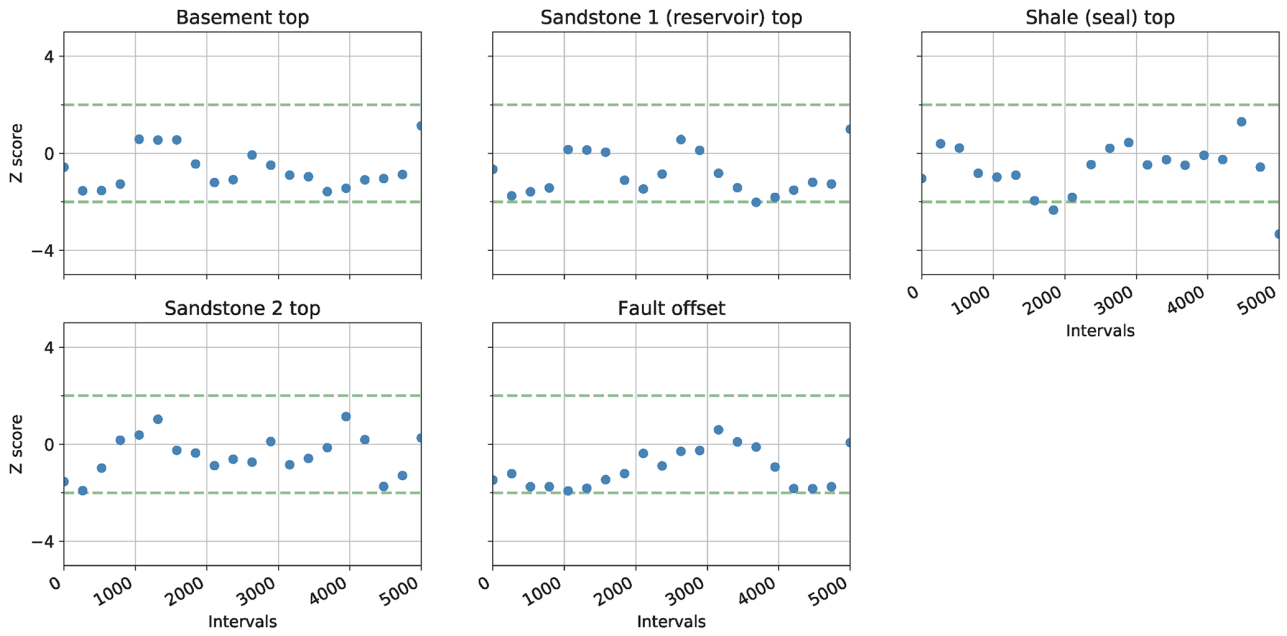 Basement top
Sandstone 1 (reservoir) top
Shale (seal) top
Z score
4
0
−4
0
1000
2000
3000
4000
5000
Intervals
Sandstone 2 top
Fault offset
Z score
4
0
−4
0
1000
2000
3000
4000
5000
Intervals
0
1000
2000
3000
4000
5000
Intervals